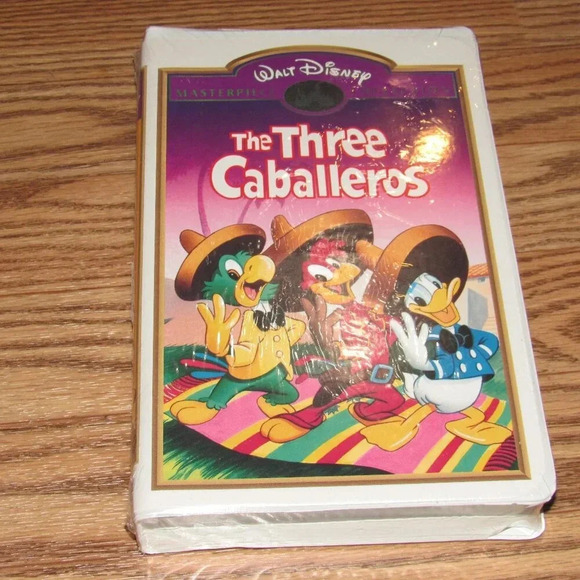 WALT DISNEY
MASTERPIECE
The Three
Caballeros